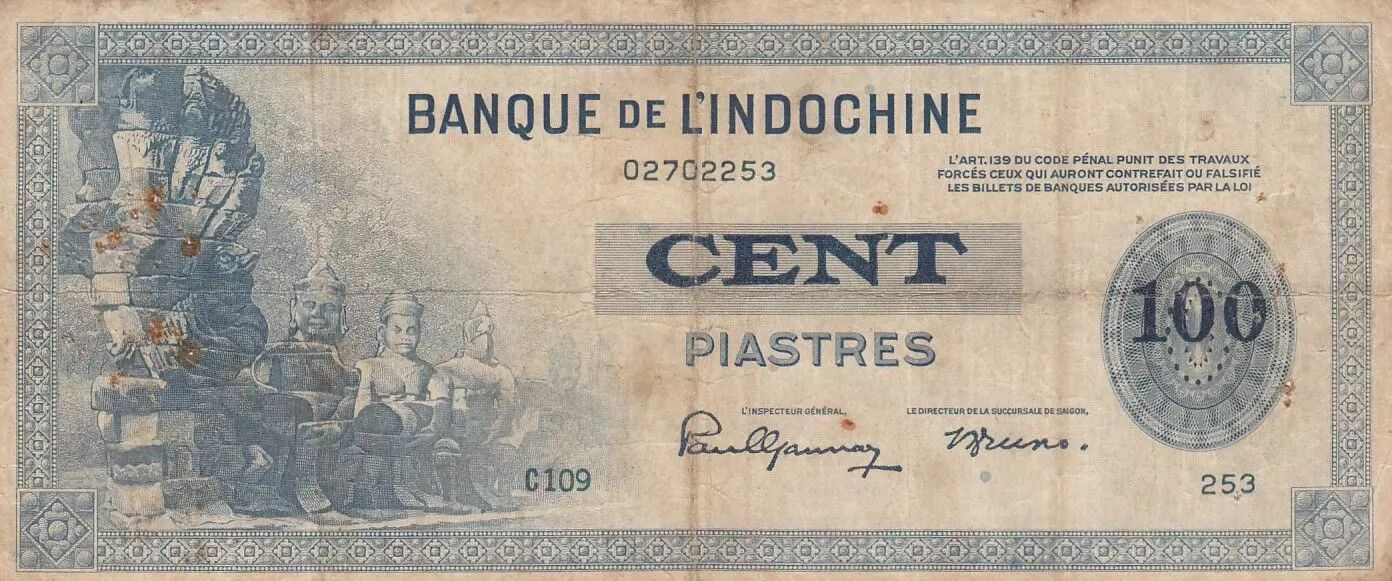 BANQUE DE L'INDOCHINE
02702253
L'ART. 139 DU CODE PÉNAL PUNIT DES TRAVAUX
FORCÉS CEUX QUI AURONT CONTREFAIT OU FALSIFIÉ
LES BILLETS DE BANQUES AUTORISÉES PAR LA LOI
CENT
100
PIASTRES
L'INSPECTEUR GÉNÉRAL,
LE DIRECTEUR DE LA SUCCURSALE DE SAIGON,
C109
253